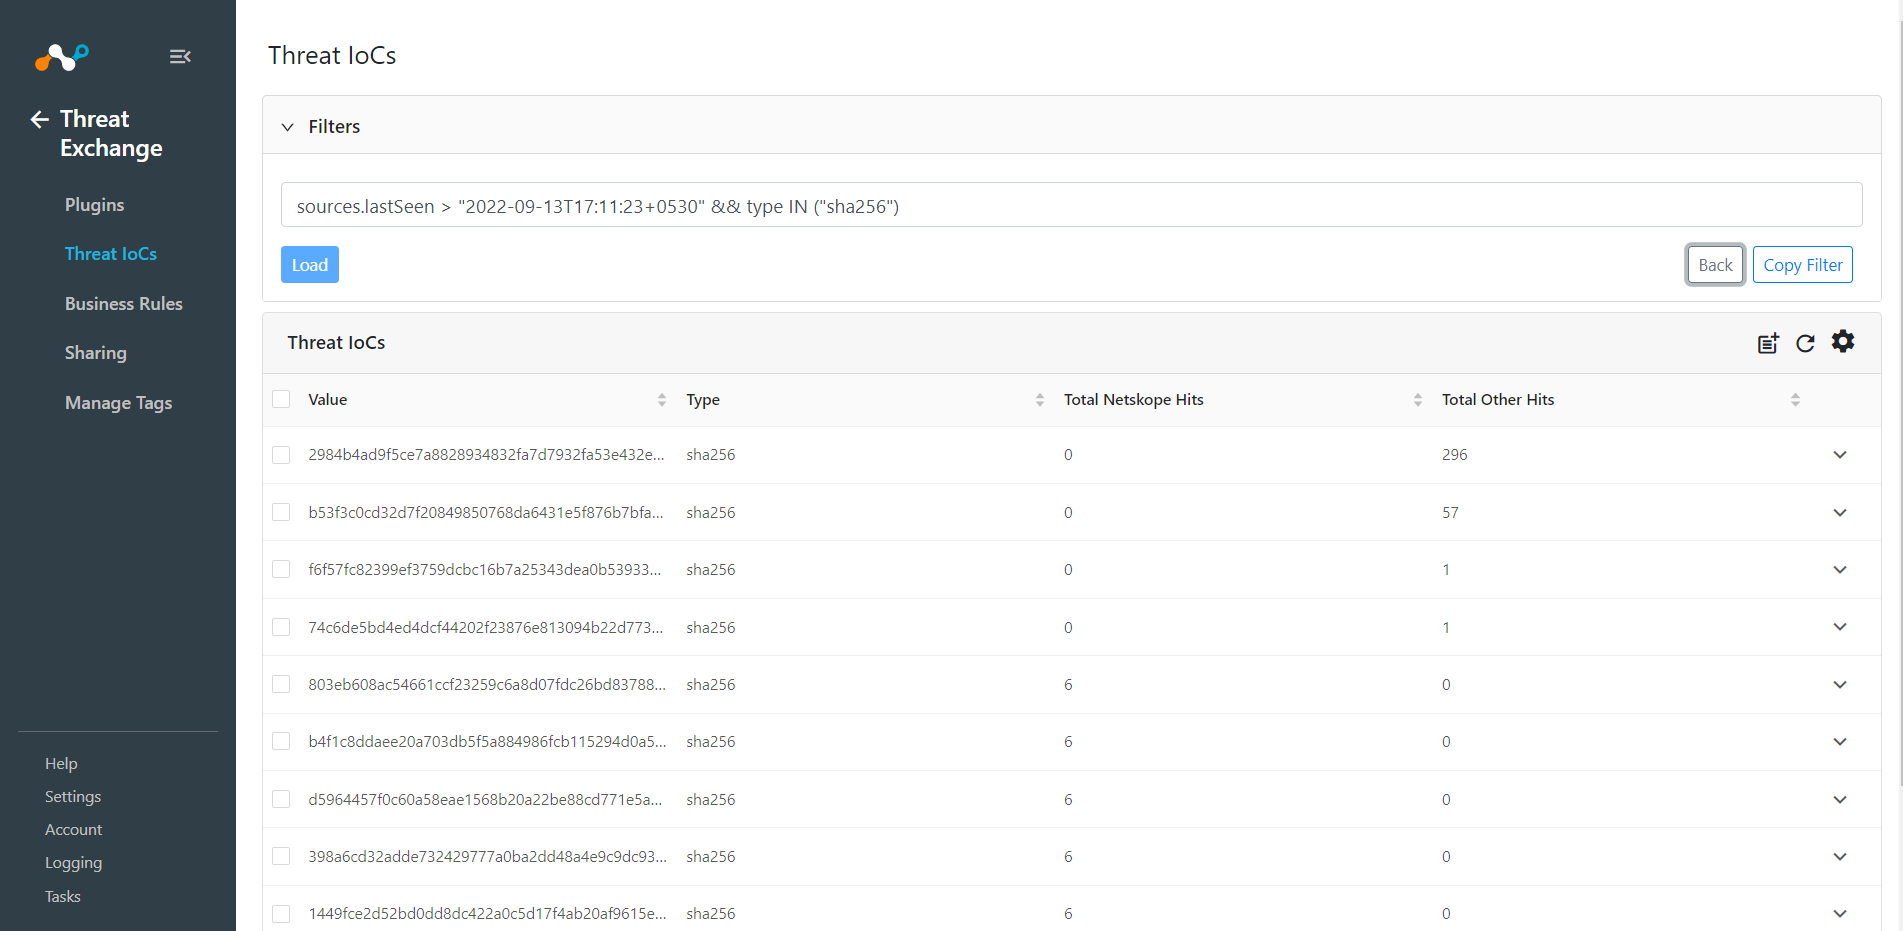 Threat
Exchange
Plugins
Threat IoCs
Business Rules
Sharing
Manage Tags
Help
Settings
Account
Logging
Tasks
Threat IoCs
Filters
sources.lastSeen > "2022-09-13T17:11:23+0530" && type IN ("sha256")
Load Back Copy Filter
Threat IoCs
Value Type Total Netskope Hits Total Other Hits
2984b4ad9f5ce7a8828934832fa7d7932fa53e432e... sha256 0 296
b53f3c0cd32d7f20849850768da6431e5f876b7bfa... sha256 0 57
f6f57fc82399ef3759dcbc16b7a25343dea0b53933... sha256 0 1
74c6de5bd4ed4dcf44202f23876e813094b22d773... sha256 0 1
803eb608ac54661ccf23259c6a8d07fdc26bd83788... sha256 6 0
b4f1c8ddaee20a703db5f5a884986fcb115294d0a5... sha256 6 0
d5964457f0c60a58eae1568b20a22be88cd771e5a... sha256 6 0
398a6cd32adde732429777a0ba2dd48a4e9c9dc93... sha256 6 0
1449fce2d52bd0dd8dc422a0c5d17f4ab20af9615e... sha256 6 0